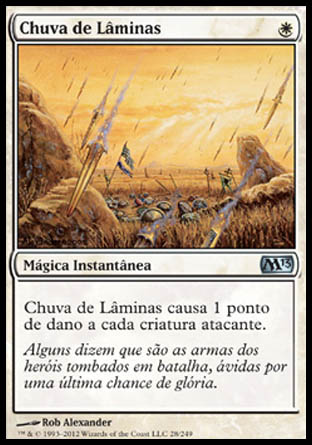 Chuva de Lâminas
Mágica Instantânea
M13
Chuva de Lâminas causa 1 ponto
de dano a cada criatura atacante.
Alguns dizem que são as armas dos
heróis tombados em batalha, ávidas por
uma última chance de glória.
Rob Alexander
™ & © 1993–2012 Wizards of the Coast LLC 28/249